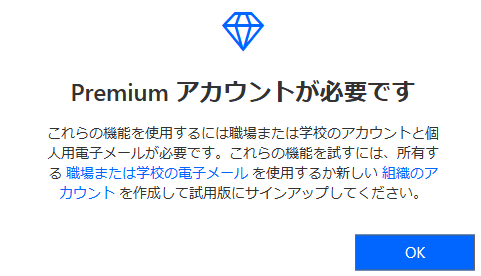 Premium アカウントが必要です
これらの機能を使用するには職場または学校のアカウントと個
人用電子メールが必要です。これらの機能を試すには、所有す
る 職場または学校の電子メール を使用するか新しい 組織のア
カウント を作成して試用版にサインアップしてください。
OK